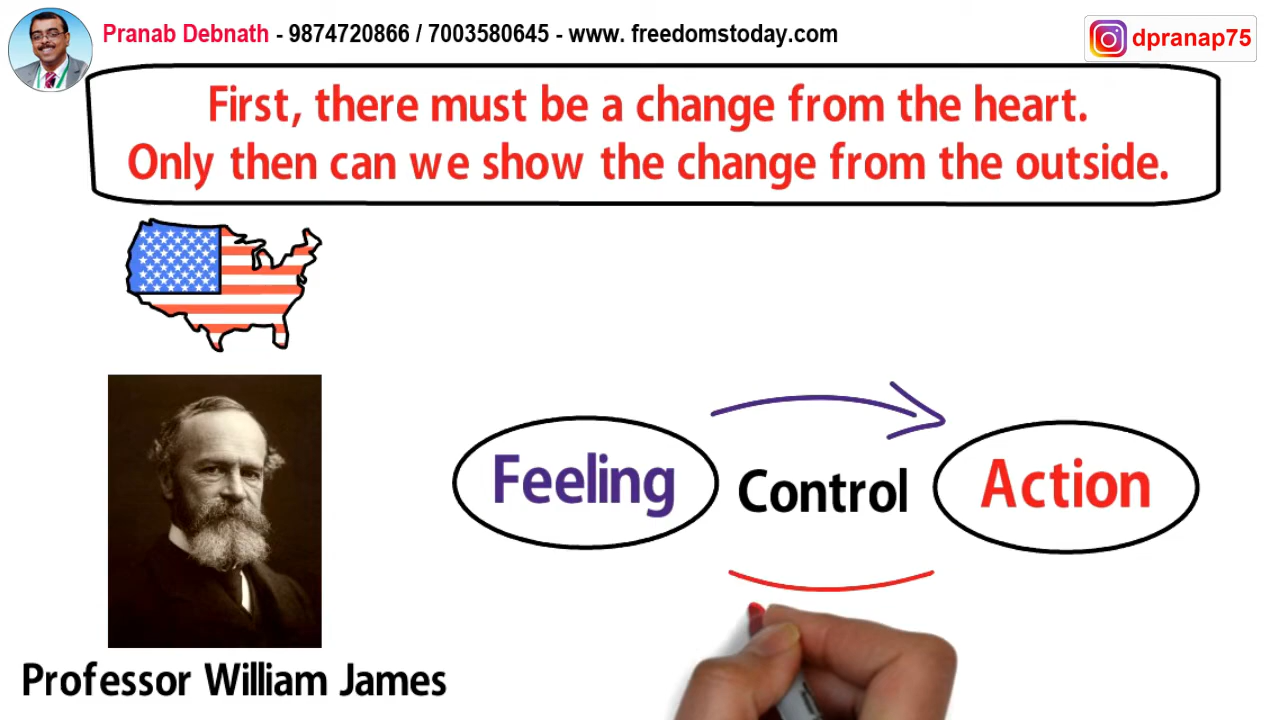 Pranab Debnath - 9874720866 / 7003580645 - www. freedomstoday.com
dpranap75
First, there must be a change from the heart.
Only then can we show the change from the outside.
Feeling
Control
Action
Professor William James